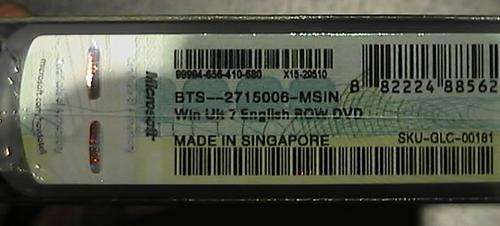 99994-656-410-680 X15-20510
8 82224 88562
BTS--2715006-MSIN
Win Ult 7 English ROW DVD
MADE IN SINGAPORE SKU-GLC-00181
Microsoft